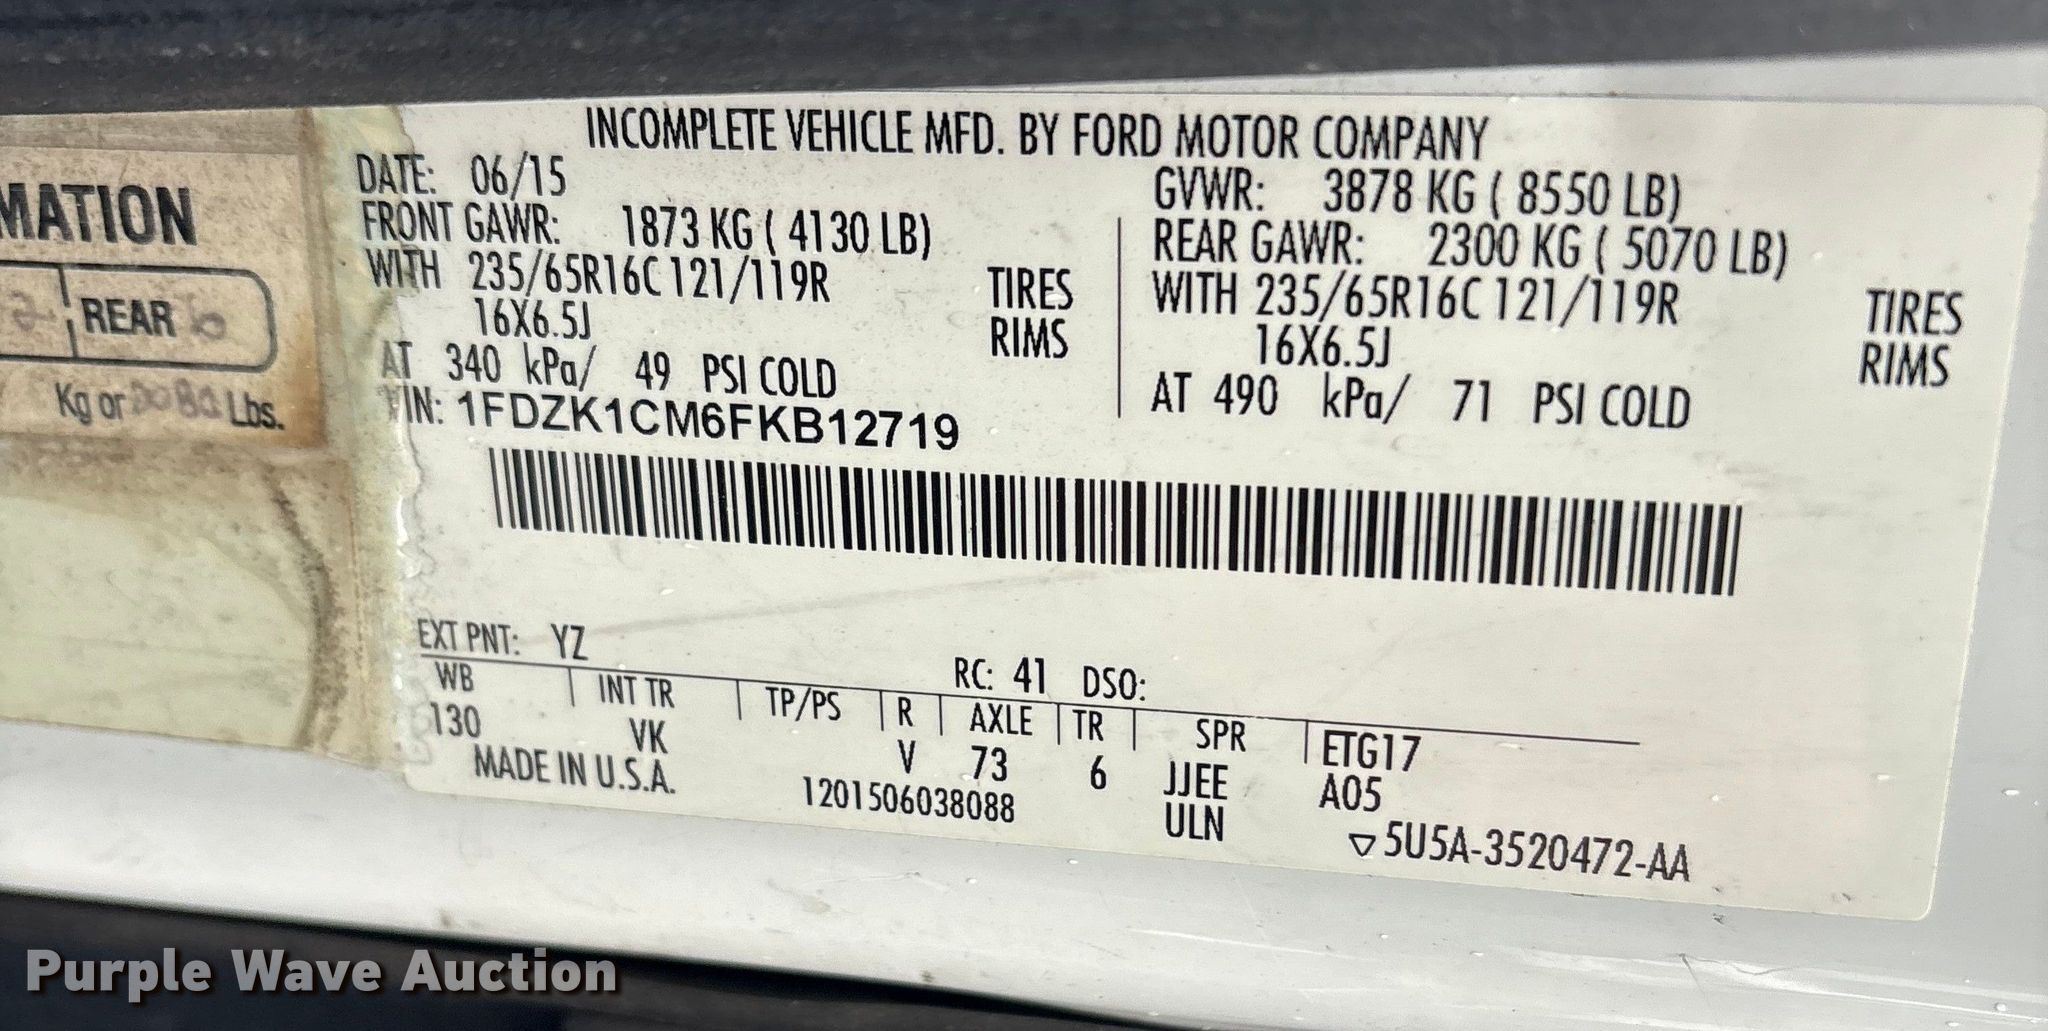 INCOMPLETE VEHICLE MFD. BY FORD MOTOR COMPANY
DATE: 06/15
GVWR: 3878 KG ( 8550 LB)
FRONT GAWR: 1873 KG ( 4130 LB)
REAR GAWR: 2300 KG ( 5070 LB)
WITH 235/65R16C 121/119R TIRES
WITH 235/65R16C 121/119R TIRES
16X6.5J RIMS
16X6.5J RIMS
AT 340 kPa/ 49 PSI COLD
AT 490 kPa/ 71 PSI COLD
VIN: 1FDZK1CM6FKB12719
EXT PNT: YZ RC: 41 DSO:
WB INT TR TP/PS R AXLE TR SPR ETG17
130 VK V 73 6 JJEE A05
MADE IN U.S.A. 1201506038088 ULN ▽5U5A-3520472-AA
MATION
2 REAR 6
Kg or Lbs.
Purple Wave Auction